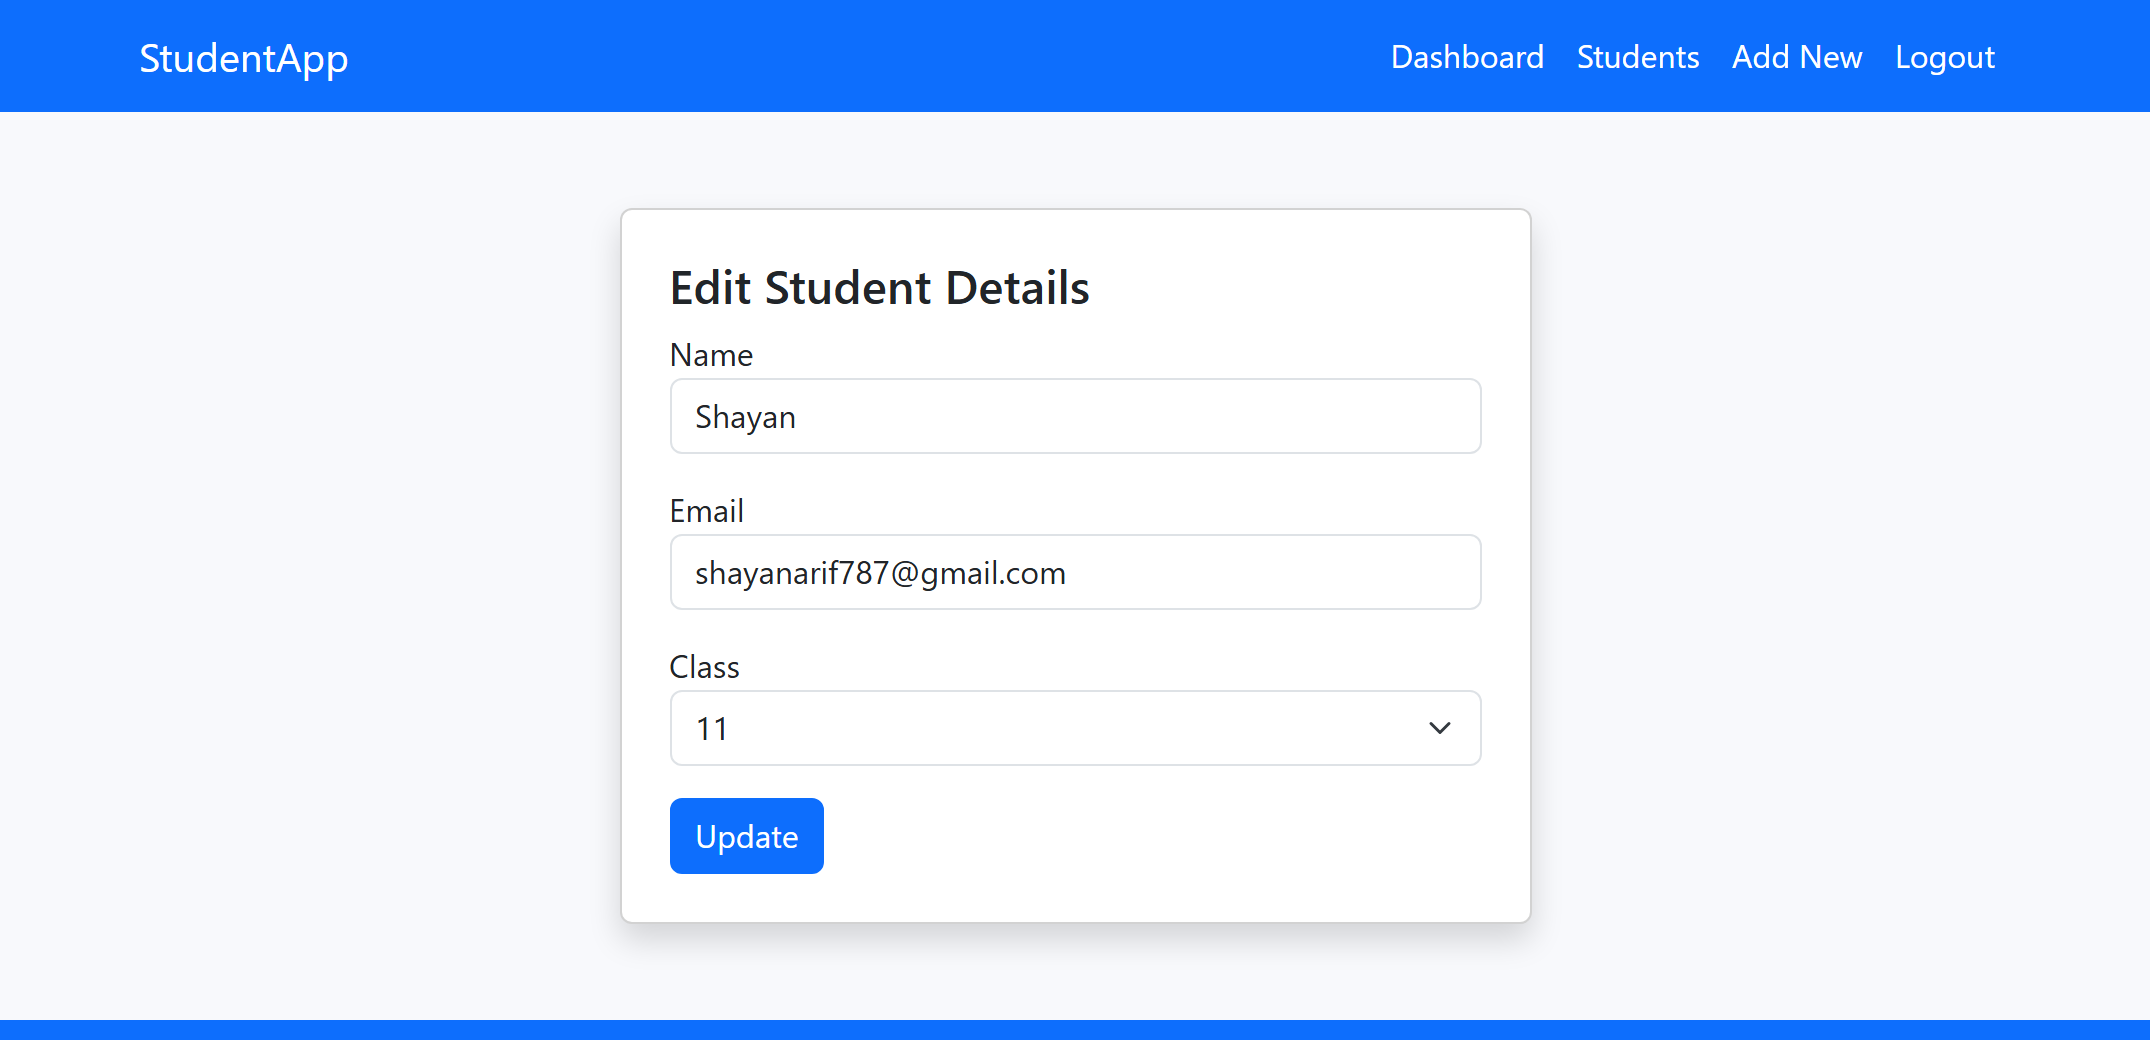 StudentApp
Dashboard Students Add New Logout
Edit Student Details
Name
Shayan
Email
shayanarif787@gmail.com
Class
11
Update